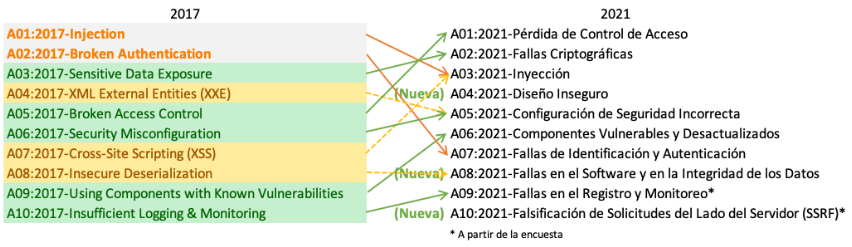 2017 2021
A01:2017-Injection A01:2021-Pérdida de Control de Acceso
A02:2017-Broken Authentication A02:2021-Fallas Criptográficas
A03:2017-Sensitive Data Exposure A03:2021-Inyección
A04:2017-XML External Entities (XXE) (Nueva) A04:2021-Diseño Inseguro
A05:2017-Broken Access Control A05:2021-Configuración de Seguridad Incorrecta
A06:2017-Security Misconfiguration A06:2021-Componentes Vulnerables y Desactualizados
A07:2017-Cross-Site Scripting (XSS) A07:2021-Fallas de Identificación y Autenticación
A08:2017-Insecure Deserialization (Nueva) A08:2021-Fallas en el Software y en la Integridad de los Datos
A09:2017-Using Components with Known Vulnerabilities A09:2021-Fallas en el Registro y Monitoreo*
A10:2017-Insufficient Logging & Monitoring (Nueva) A10:2021-Falsificación de Solicitudes del Lado del Servidor (SSRF)*
* A partir de la encuesta